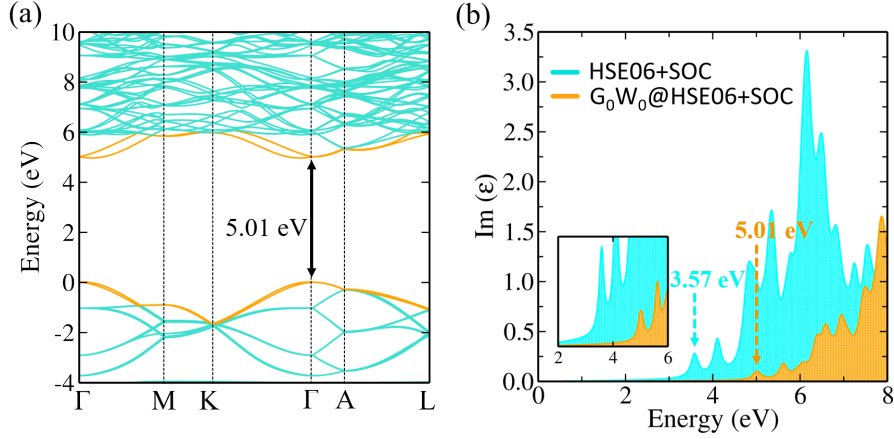 (a)
10
8
6
4
2
0
-2
-4
Energy (eV)
5.01 eV
Γ M K Γ A L
(b)
3.5
3.0
2.5
2.0
1.5
1.0
0.5
0.0
Im (ε)
HSE06+SOC
G₀W₀@HSE06+SOC
5.01 eV
3.57 eV
2 4 6
0 2 4 6 8
Energy (eV)